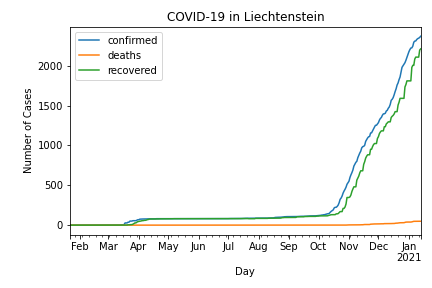 COVID-19 in Liechtenstein
confirmed
deaths
recovered
Number of Cases
2000
1500
1000
500
0
Feb Mar Apr May Jun Jul Aug Sep Oct Nov Dec Jan
2021
Day